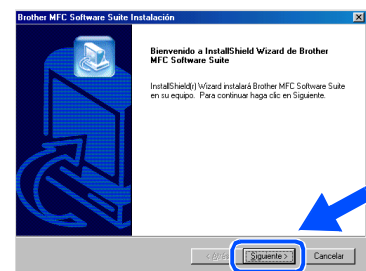 Brother MFC Software Suite Instalación
Bienvenido a InstallShield Wizard de Brother
MFC Software Suite
InstallShield(r) Wizard instalará Brother MFC Software Suite
en su equipo. Para continuar haga clic en Siguiente.
Siguiente >
Cancelar